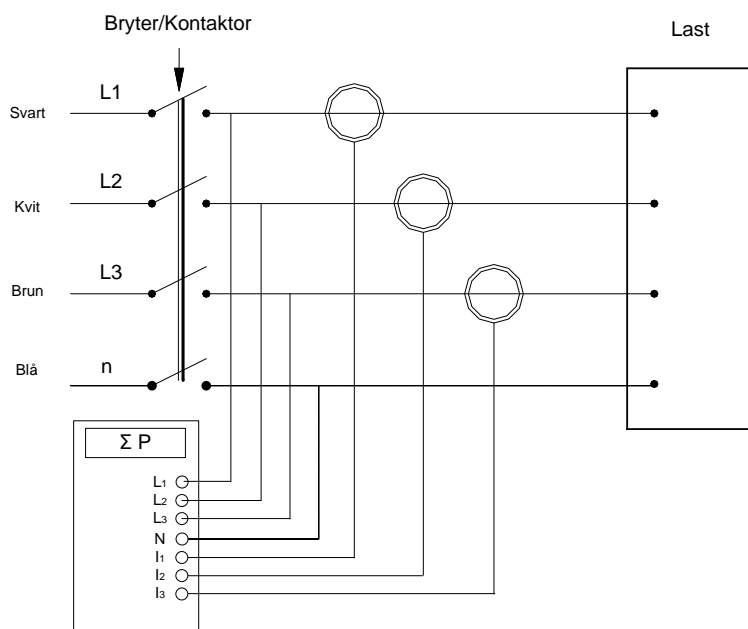 Bryter/Kontaktor
Last
L1
Svart
L2
Kvit
L3
Brun
n
Blå
Σ P
L1
L2
L3
N
I1
I2
I3